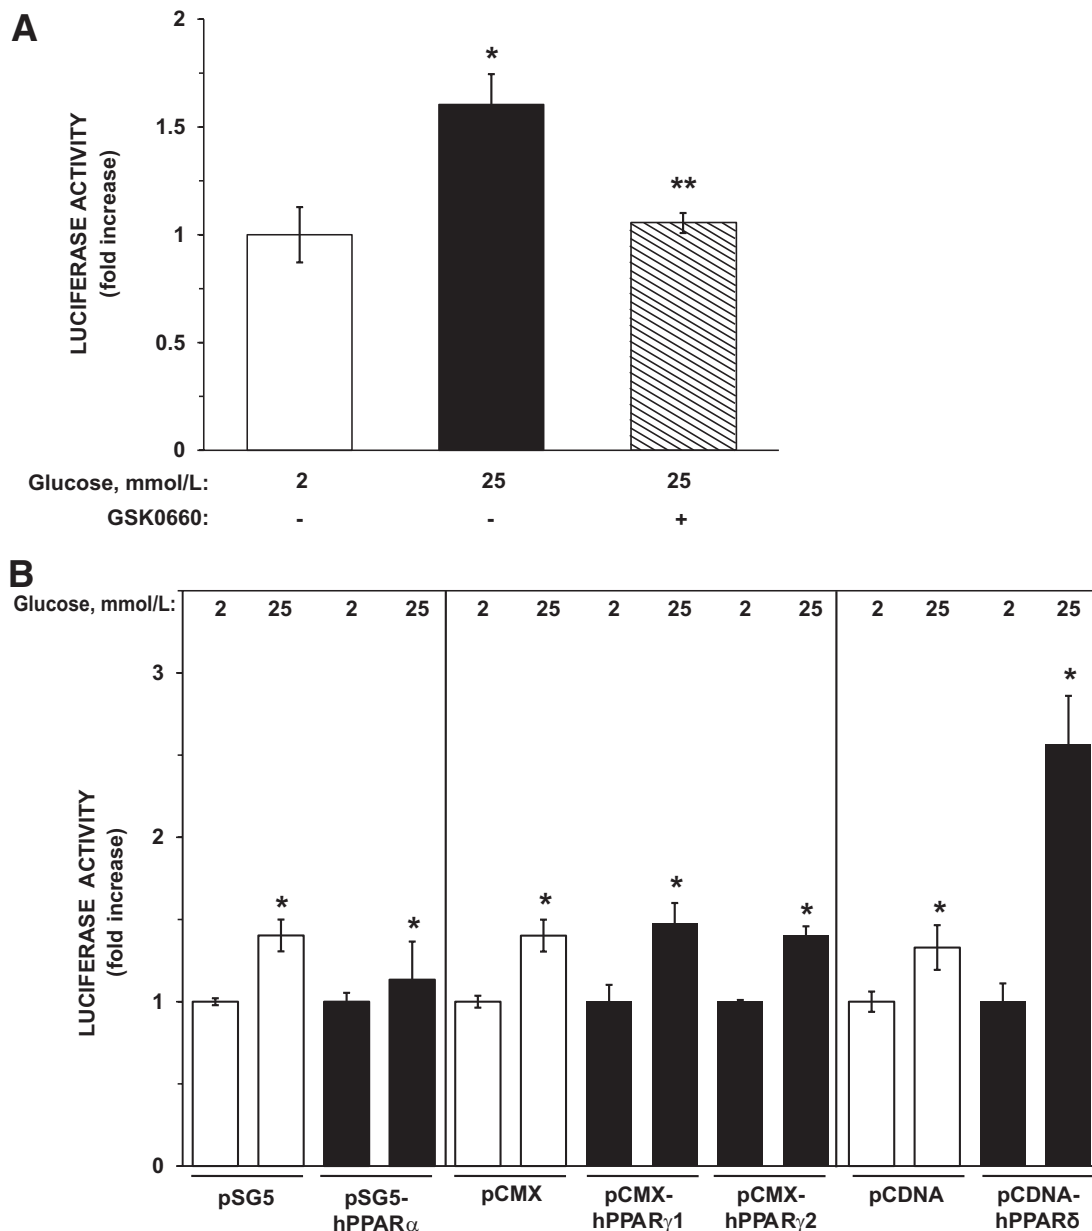 A
2
*
1.5
**
1
0.5
0
LUCIFERASE ACTIVITY
(fold increase)
Glucose, mmol/L: 2 25 25
GSK0660: - - +
B
Glucose, mmol/L: 2 25 2 25 2 25 2 25 2 25 2 25 2 25
3
*
2
* * * * * *
1
0
LUCIFERASE ACTIVITY
(fold increase)
pSG5 pSG5- pCMX pCMX- pCMX- pCDNA pCDNA-
hPPARα hPPARγ1 hPPARγ2 hPPARδ